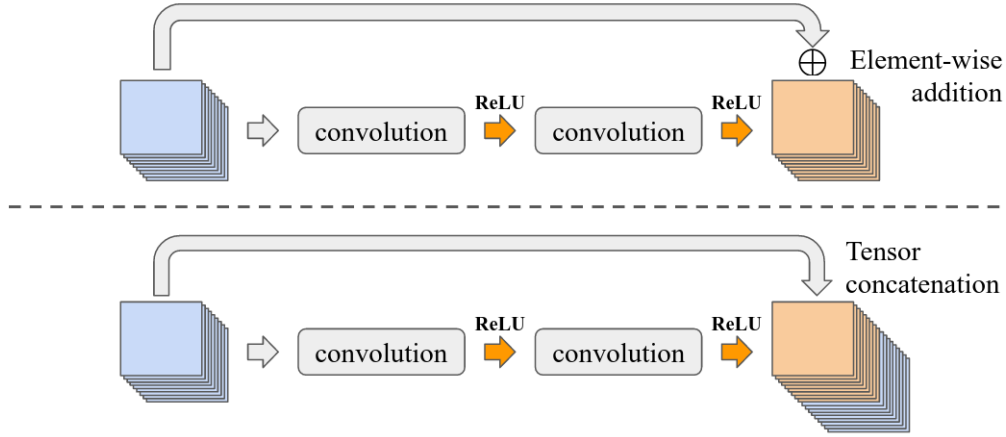 Element-wise
addition
ReLU
ReLU
convolution
convolution
Tensor
concatenation
ReLU
ReLU
convolution
convolution